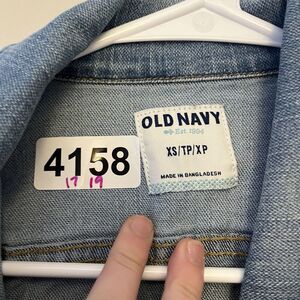 OLD NAVY
Est. 1994
XS/TP/XP
MADE IN BANGLADESH
4158
17 19